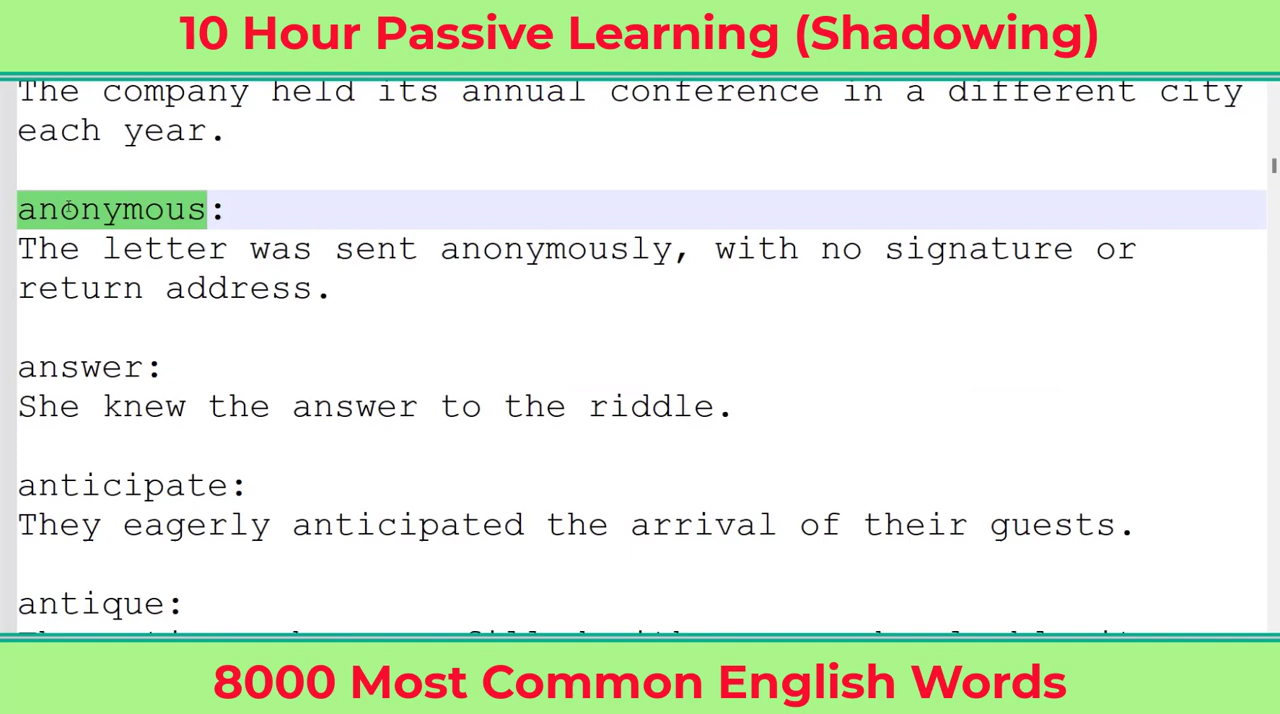 10 Hour Passive Learning (Shadowing)
The company held its annual conference in a different city
each year.
anonymous:
The letter was sent anonymously, with no signature or
return address.
answer:
She knew the answer to the riddle.
anticipate:
They eagerly anticipated the arrival of their guests.
antique:
8000 Most Common English Words